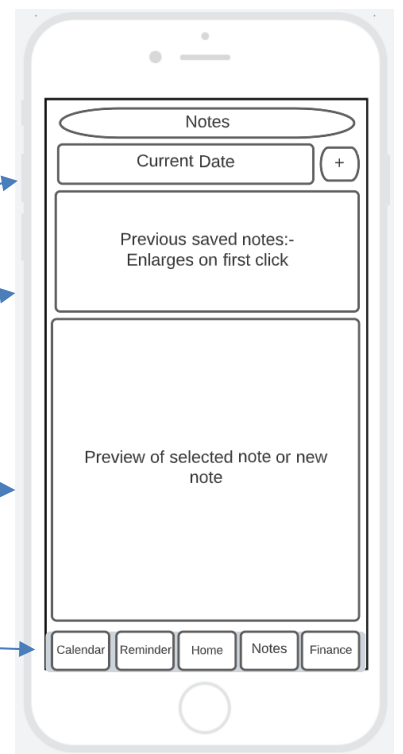 Notes
Current Date
+
Previous saved notes:-
Enlarges on first click
Preview of selected note or new
note
Calendar
Reminder
Home
Notes
Finance